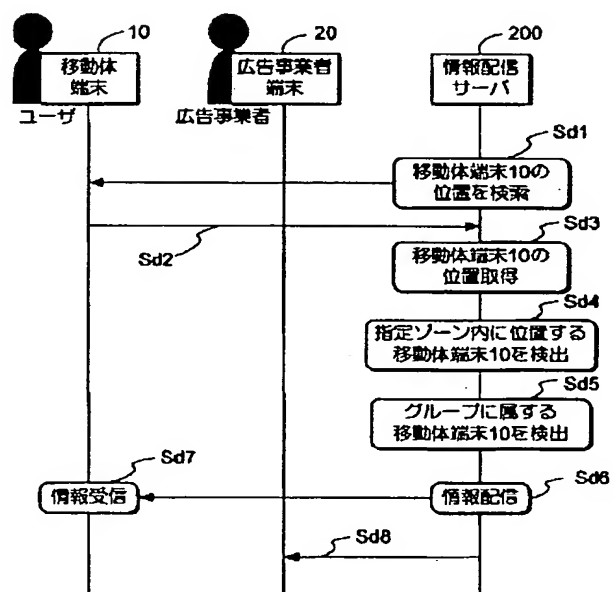 10
20
200
移動体
端末
広告事業者
端末
情報配信
サーバ
ユーザ
広告事業者
Sd1
移動体端末10の
位置を検索
Sd2
Sd3
移動体端末10の
位置取得
Sd4
指定ゾーン内に位置する
移動体端末10を検出
Sd5
グループに属する
移動体端末10を検出
Sd7
情報受信
情報配信
Sd6
Sd8